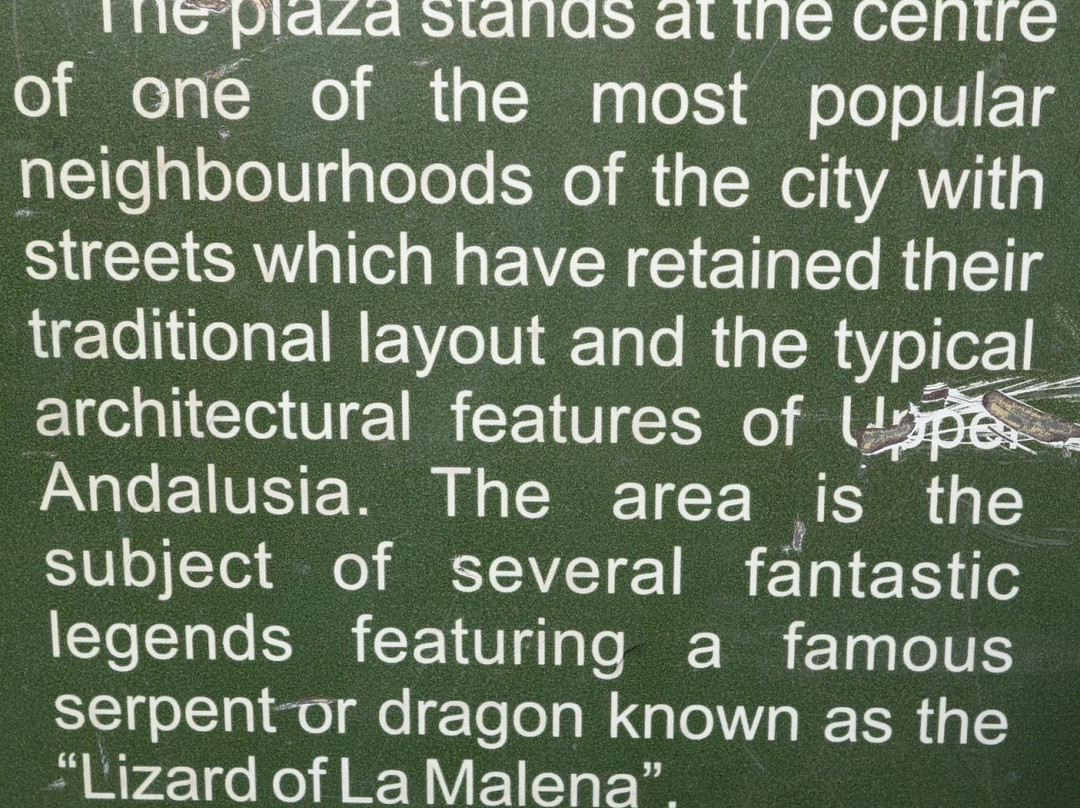 The plaza stands at the centre
of one of the most popular
neighbourhoods of the city with
streets which have retained their
traditional layout and the typical
architectural features of Upper
Andalusia. The area is the
subject of several fantastic
legends featuring a famous
serpent or dragon known as the
“Lizard of La Malena”.